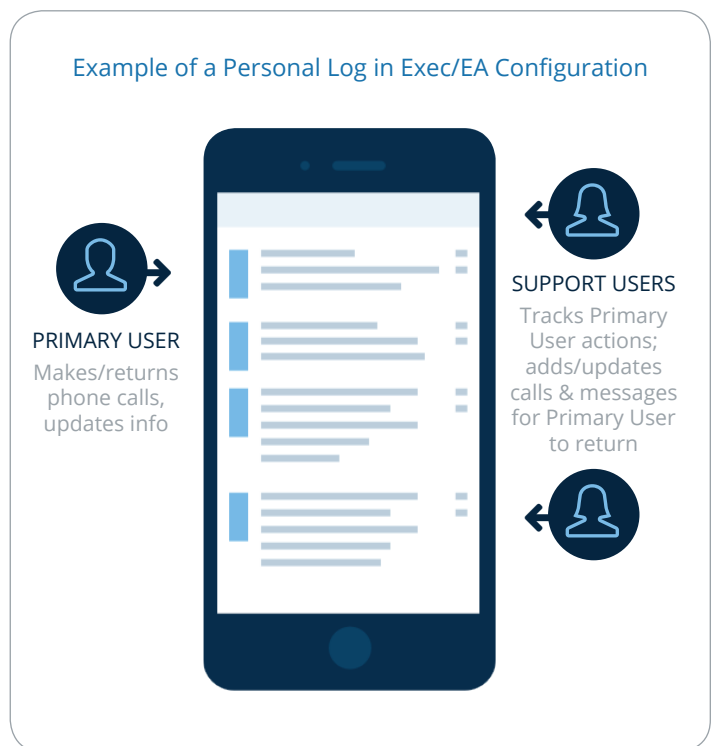 Example of a Personal Log in Exec/EA Configuration
PRIMARY USER
Makes/returns
phone calls,
updates info
SUPPORT USERS
Tracks Primary
User actions;
adds/updates
calls & messages
for Primary User
to return